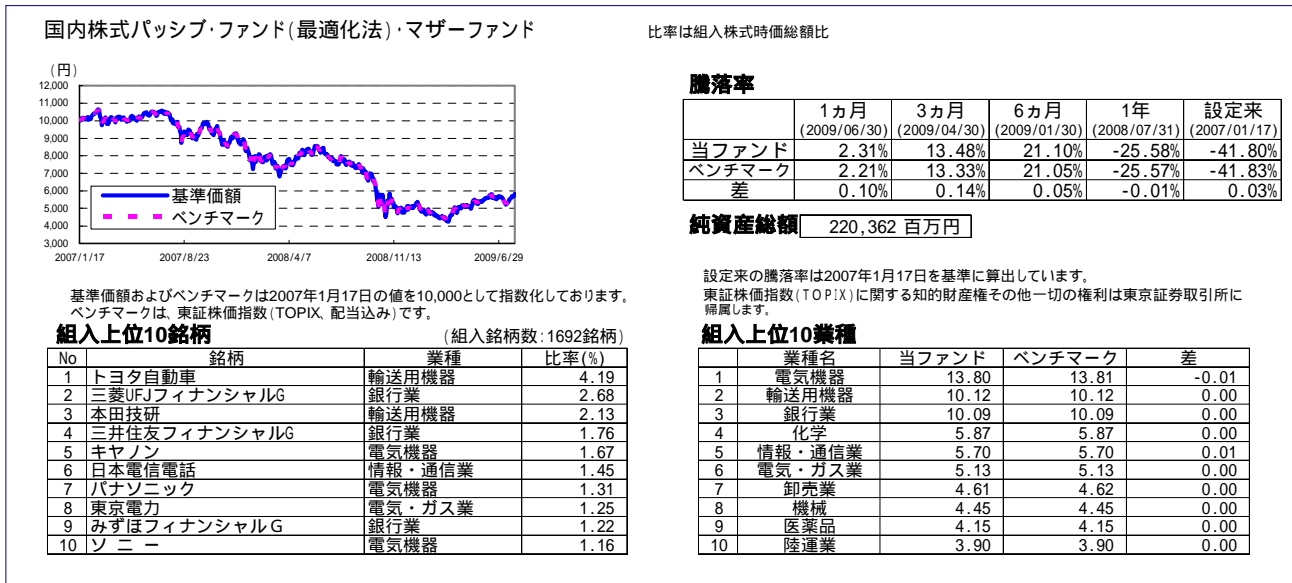 国内株式パッシブ・ファンド(最適化法)・マザーファンド
比率は組入株式時価総額比
(円)
12,000
11,000
10,000
9,000
8,000
7,000
6,000
5,000
4,000
3,000
基準価額
ベンチマーク
2007/1/17 2007/8/23 2008/4/7 2008/11/13 2009/6/29
基準価額およびベンチマークは2007年1月17日の値を10,000として指数化しております。
ベンチマークは、東証株価指数(TOPIX、配当込み)です。
騰落率
1ヵ月 3ヵ月 6ヵ月 1年 設定来
(2009/06/30) (2009/04/30) (2009/01/30) (2008/07/31) (2007/01/17)
当ファンド 2.31% 13.48% 21.10% -25.58% -41.80%
ベンチマーク 2.21% 13.33% 21.05% -25.57% -41.83%
差 0.10% 0.14% 0.05% -0.01% 0.03%
純資産総額 220,362 百万円
設定来の騰落率は2007年1月17日を基準に算出しています。
東証株価指数(TOPIX)に関する知的財産権その他一切の権利は東京証券取引所に
帰属します。
組入上位10銘柄 (組入銘柄数:1692銘柄)
No 銘柄 業種 比率(%)
1 トヨタ自動車 輸送用機器 4.19
2 三菱UFJフィナンシャルG 銀行業 2.68
3 本田技研 輸送用機器 2.13
4 三井住友フィナンシャルG 銀行業 1.76
5 キヤノン 電気機器 1.67
6 日本電信電話 情報・通信業 1.45
7 パナソニック 電気機器 1.31
8 東京電力 電気・ガス業 1.25
9 みずほフィナンシャルG 銀行業 1.22
10 ソニー 電気機器 1.16
組入上位10業種
業種名 当ファンド ベンチマーク 差
1 電気機器 13.80 13.81 -0.01
2 輸送用機器 10.12 10.12 0.00
3 銀行業 10.09 10.09 0.00
4 化学 5.87 5.87 0.00
5 情報・通信業 5.70 5.70 0.01
6 電気・ガス業 5.13 5.13 0.00
7 卸売業 4.61 4.62 0.00
8 機械 4.45 4.45 0.00
9 医薬品 4.15 4.15 0.00
10 陸運業 3.90 3.90 0.00